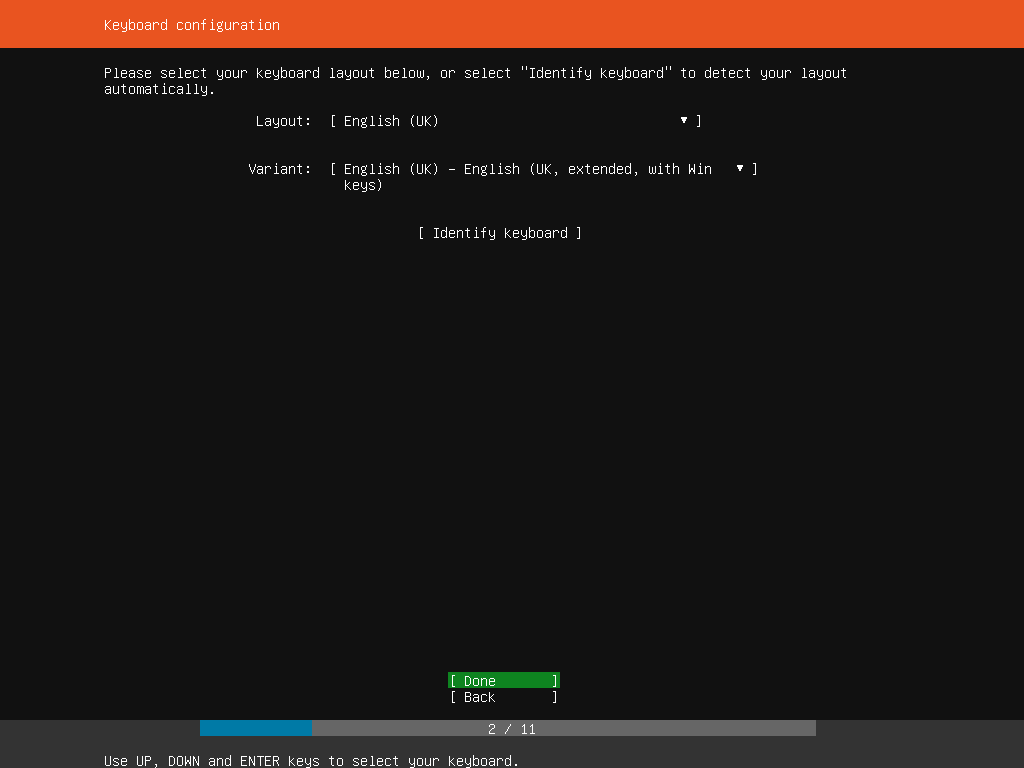 Keyboard configuration
Please select your keyboard layout below, or select "Identify keyboard" to detect your layout
automatically.
Layout: [ English (UK) ▼ ]
Variant: [ English (UK) – English (UK, extended, with Win ▼ ]
keys)
[ Identify keyboard ]
[ Done ]
[ Back ]
2 / 11
Use UP, DOWN and ENTER keys to select your keyboard.